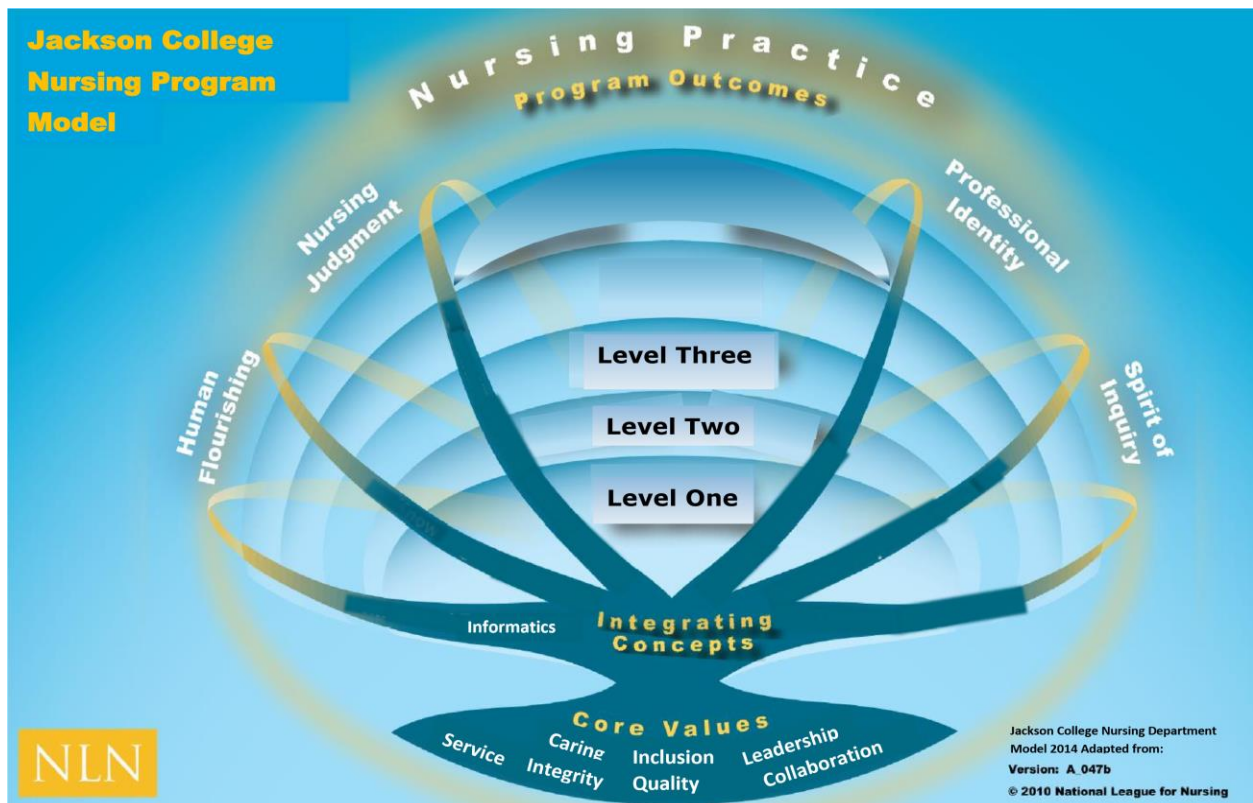 Jackson College
Nursing Program
Model
Nursing Practice
Program Outcomes
Nursing
Judgment
Professional
Identity
Human
Flourishing
Spirit of
Inquiry
Level Three
Level Two
Level One
Informatics
Integrating
Concepts
Core Values
Service
Caring
Integrity
Inclusion
Quality
Leadership
Collaboration
NLN
Jackson College Nursing Department
Model 2014 Adapted from:
Version: A_047b
© 2010 National League for Nursing